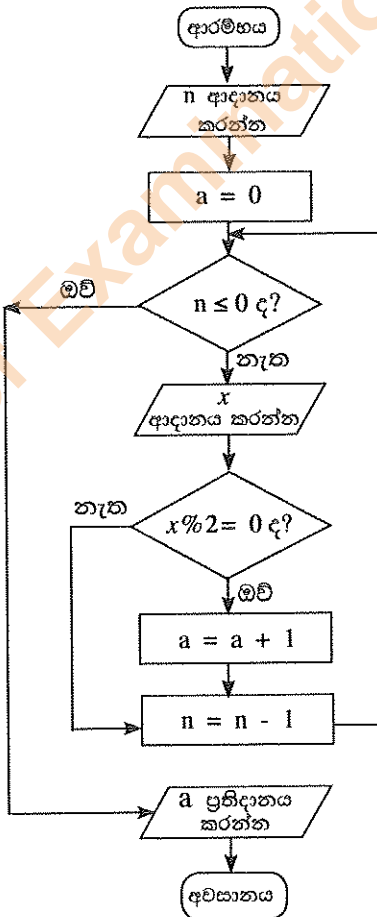 ආරම්භය
n ආදානය
කරන්න
a = 0
ඔව්
n ≤ 0 ද?
නැත
x
ආදානය කරන්න
නැත
x%2= 0 ද?
ඔව්
a = a + 1
n = n - 1
a ප්‍රතිදානය
කරන්න
අවසානය
Examinatio